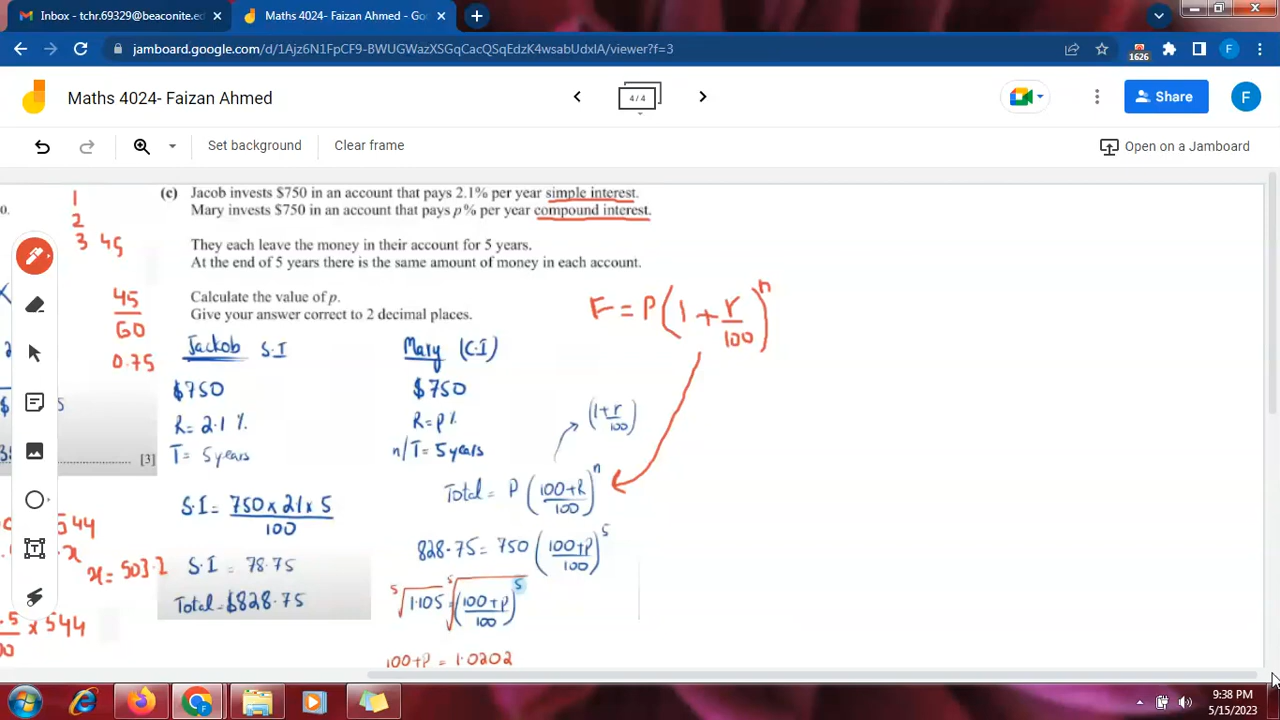 Inbox - tchr.69329@beaconite.ed
Maths 4024- Faizan Ahmed - Goo
jamboard.google.com/d/1Ajz6N1FpCF9-BWUGWazXSGqCacQSqEdzK4wsabUdxIA/viewer?f=3
1626
F
Maths 4024- Faizan Ahmed
4/4
Share
F
Set background
Clear frame
Open on a Jamboard
0.
1
2
3 45
45
60
0.75
[3]
544
x = 503.2
x 544
(c) Jacob invests $750 in an account that pays 2.1% per year simple interest.
Mary invests $750 in an account that pays p% per year compound interest.
They each leave the money in their account for 5 years.
At the end of 5 years there is the same amount of money in each account.
Calculate the value of p.
Give your answer correct to 2 decimal places.
F = P(1 + r/100)^n
Jackob S.I
$750
R = 2.1 %.
T = 5 years
S.I = 750 x 21 x 5 / 100
S.I = 78.75
Total = $828.75
Mary (C.I)
$750
R = P%
n/T = 5 years
(1+r/100)
Total = P (100+R/100)^n
828.75 = 750 (100+P/100)^5
5√1.105 = 5√(100+P/100)^5
100+P = 1.0202
9:38 PM
5/15/2023